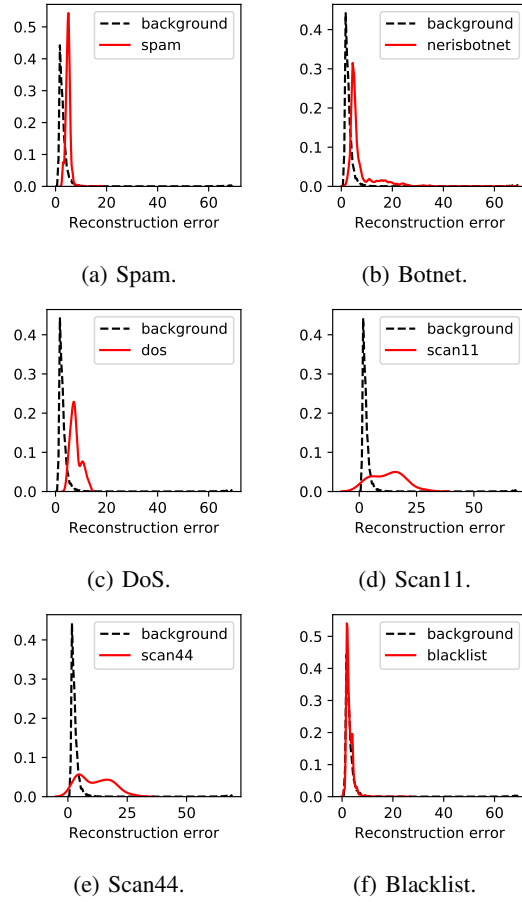 background
spam
0.5
0.4
0.3
0.2
0.1
0.0
0 20 40 60
Reconstruction error
(a) Spam.
background
nerisbotnet
0.4
0.3
0.2
0.1
0.0
0 20 40 60
Reconstruction error
(b) Botnet.
background
dos
0.4
0.3
0.2
0.1
0.0
0 20 40 60
Reconstruction error
(c) DoS.
background
scan11
0.4
0.3
0.2
0.1
0.0
0 25 50
Reconstruction error
(d) Scan11.
background
scan44
0.4
0.3
0.2
0.1
0.0
0 25 50
Reconstruction error
(e) Scan44.
background
blacklist
0.5
0.4
0.3
0.2
0.1
0.0
0 20 40 60
Reconstruction error
(f) Blacklist.